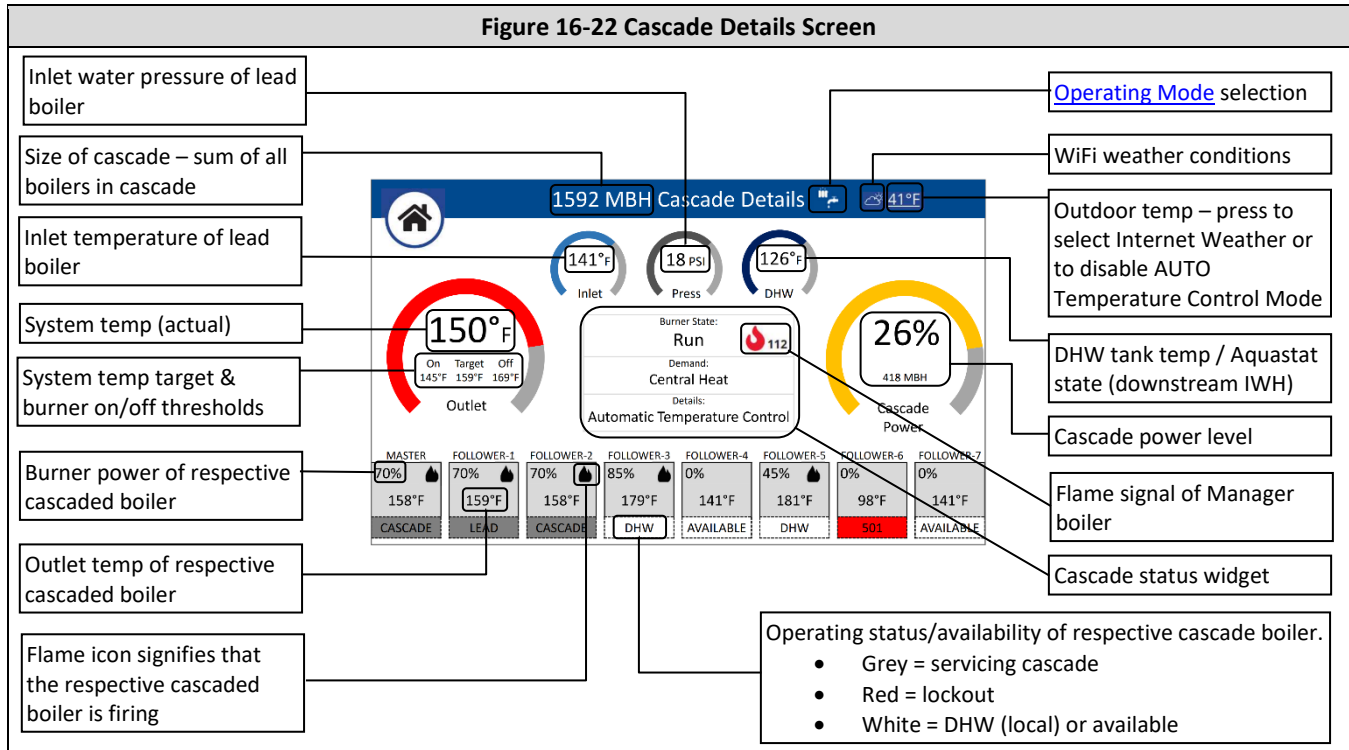 Figure 16-22 Cascade Details Screen
Inlet water pressure of lead
boiler
Size of cascade – sum of all
boilers in cascade
Inlet temperature of lead
boiler
System temp (actual)
System temp target &
burner on/off thresholds
Burner power of respective
cascaded boiler
Outlet temp of respective
cascaded boiler
Flame icon signifies that
the respective cascaded
boiler is firing
1592 MBH Cascade Details
41°F
141°F
Inlet
18 PSI
Press
126°F
DHW
150°F
On Target Off
145°F 159°F 169°F
Outlet
Burner State:
Run
112
Demand:
Central Heat
Details:
Automatic Temperature Control
26%
418 MBH
Cascade
Power
MASTER FOLLOWER-1 FOLLOWER-2 FOLLOWER-3 FOLLOWER-4 FOLLOWER-5 FOLLOWER-6 FOLLOWER-7
70% 70% 70% 85% 0% 45% 0% 0%
158°F 159°F 158°F 179°F 141°F 181°F 98°F 141°F
CASCADE LEAD CASCADE DHW AVAILABLE DHW 501 AVAILABLE
Operating Mode selection
WiFi weather conditions
Outdoor temp – press to
select Internet Weather or
to disable AUTO
Temperature Control Mode
DHW tank temp / Aquastat
state (downstream IWH)
Cascade power level
Flame signal of Manager
boiler
Cascade status widget
Operating status/availability of respective cascade boiler.
• Grey = servicing cascade
• Red = lockout
• White = DHW (local) or available